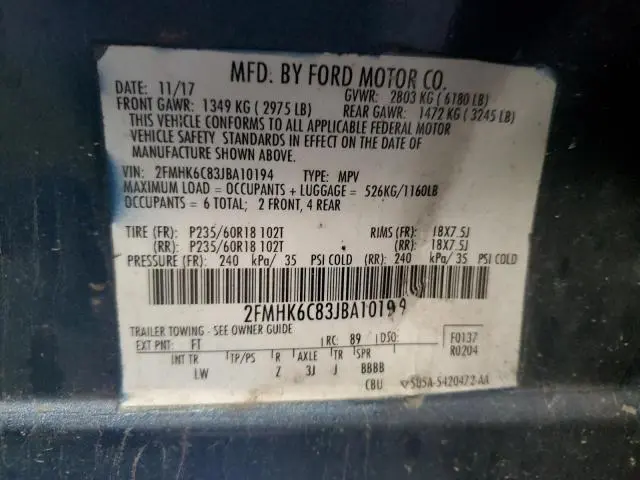 MFD. BY FORD MOTOR CO.
DATE: 11/17 GVWR: 2803 KG ( 6180 LB)
FRONT GAWR: 1349 KG ( 2975 LB) REAR GAWR: 1472 KG ( 3245 LB)
THIS VEHICLE CONFORMS TO ALL APPLICABLE FEDERAL MOTOR
VEHICLE SAFETY STANDARDS IN EFFECT ON THE DATE OF
MANUFACTURE SHOWN ABOVE.
VIN: 2FMHK6C83JBA10194 TYPE: MPV
MAXIMUM LOAD = OCCUPANTS + LUGGAGE = 526KG/1160LB
OCCUPANTS = 6 TOTAL; 2 FRONT, 4 REAR
TIRE (FR): P235/60R18 102T RIMS (FR): 18X7.5J
(RR): P235/60R18 102T (RR): 18X7.5J
PRESSURE (FR): 240 kPa/ 35 PSI COLD (RR): 240 kPa/ 35 PSI COLD
2FMHK6C83JBA10199
TRAILER TOWING - SEE OWNER GUIDE
EXT PNT: FT RC: 89 DSO: F0137
INT TR TP/PS R AXLE TR SPR R0204
LW Z 3J J BBBB
CBU 5U5A-5420472-AA